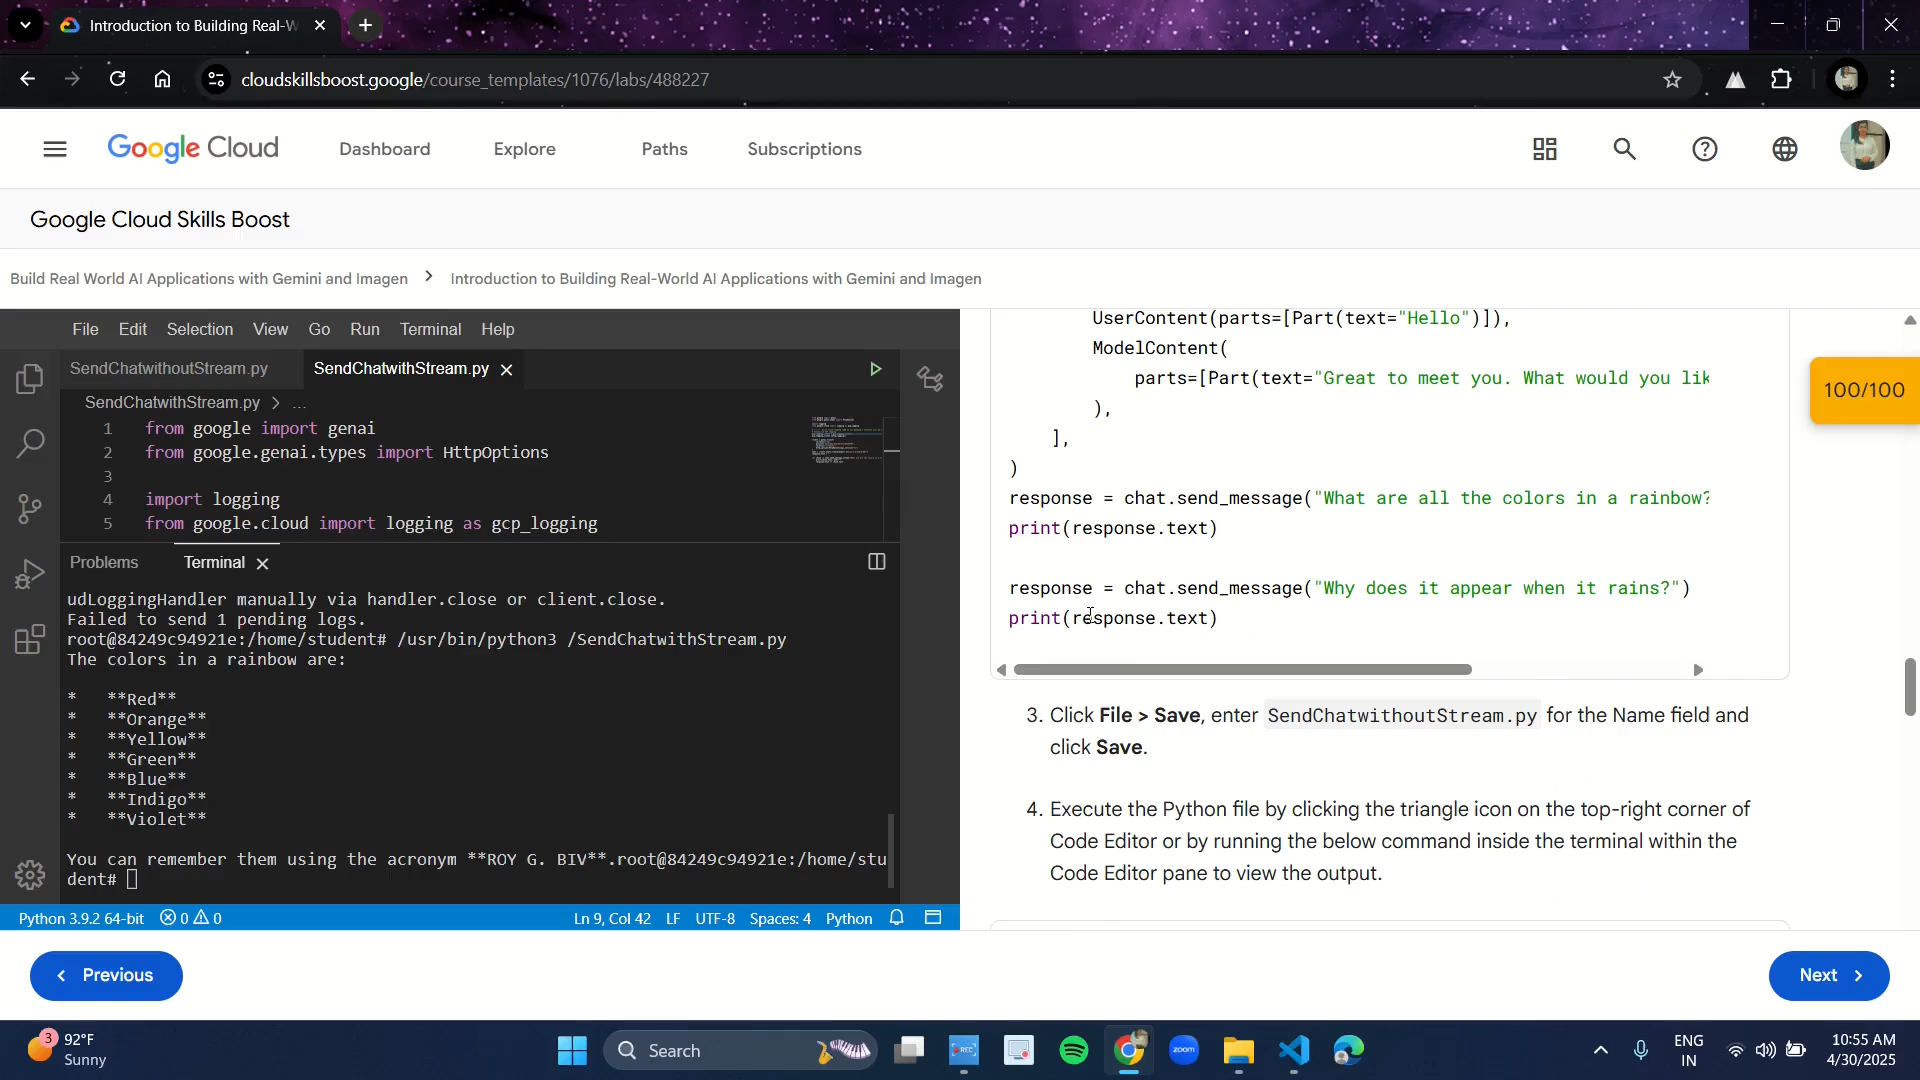 Introduction to Building Real-W
cloudskillsboost.google/course_templates/1076/labs/488227
Google Cloud
Dashboard
Explore
Paths
Subscriptions
Google Cloud Skills Boost
Build Real World AI Applications with Gemini and Imagen > Introduction to Building Real-World AI Applications with Gemini and Imagen
File Edit Selection View Go Run Terminal Help
SendChatwithoutStream.py
SendChatwithStream.py
SendChatwithStream.py > ...
1 from google import genai
2 from google.genai.types import HttpOptions
3
4 import logging
5 from google.cloud import logging as gcp_logging
Problems
Terminal
udLoggingHandler manually via handler.close or client.close.
Failed to send 1 pending logs.
root@84249c94921e:/home/student# /usr/bin/python3 /SendChatwithStream.py
The colors in a rainbow are:
* **Red**
* **Orange**
* **Yellow**
* **Green**
* **Blue**
* **Indigo**
* **Violet**
You can remember them using the acronym **ROY G. BIV**.root@84249c94921e:/home/stu
dent#
Python 3.9.2 64-bit 0 0
Ln 9, Col 42 LF UTF-8 Spaces: 4 Python
UserContent(parts=[Part(text="Hello")]),
ModelContent(
parts=[Part(text="Great to meet you. What would you lik
),
],
)
response = chat.send_message("What are all the colors in a rainbow?
print(response.text)
response = chat.send_message("Why does it appear when it rains?")
print(response.text)
3. Click File > Save, enter SendChatwithoutStream.py for the Name field and
click Save.
4. Execute the Python file by clicking the triangle icon on the top-right corner of
Code Editor or by running the below command inside the terminal within the
Code Editor pane to view the output.
100/100
Previous
Next
3
92°F
Sunny
Search
REC
zoom
ENG
IN
10:55 AM
4/30/2025